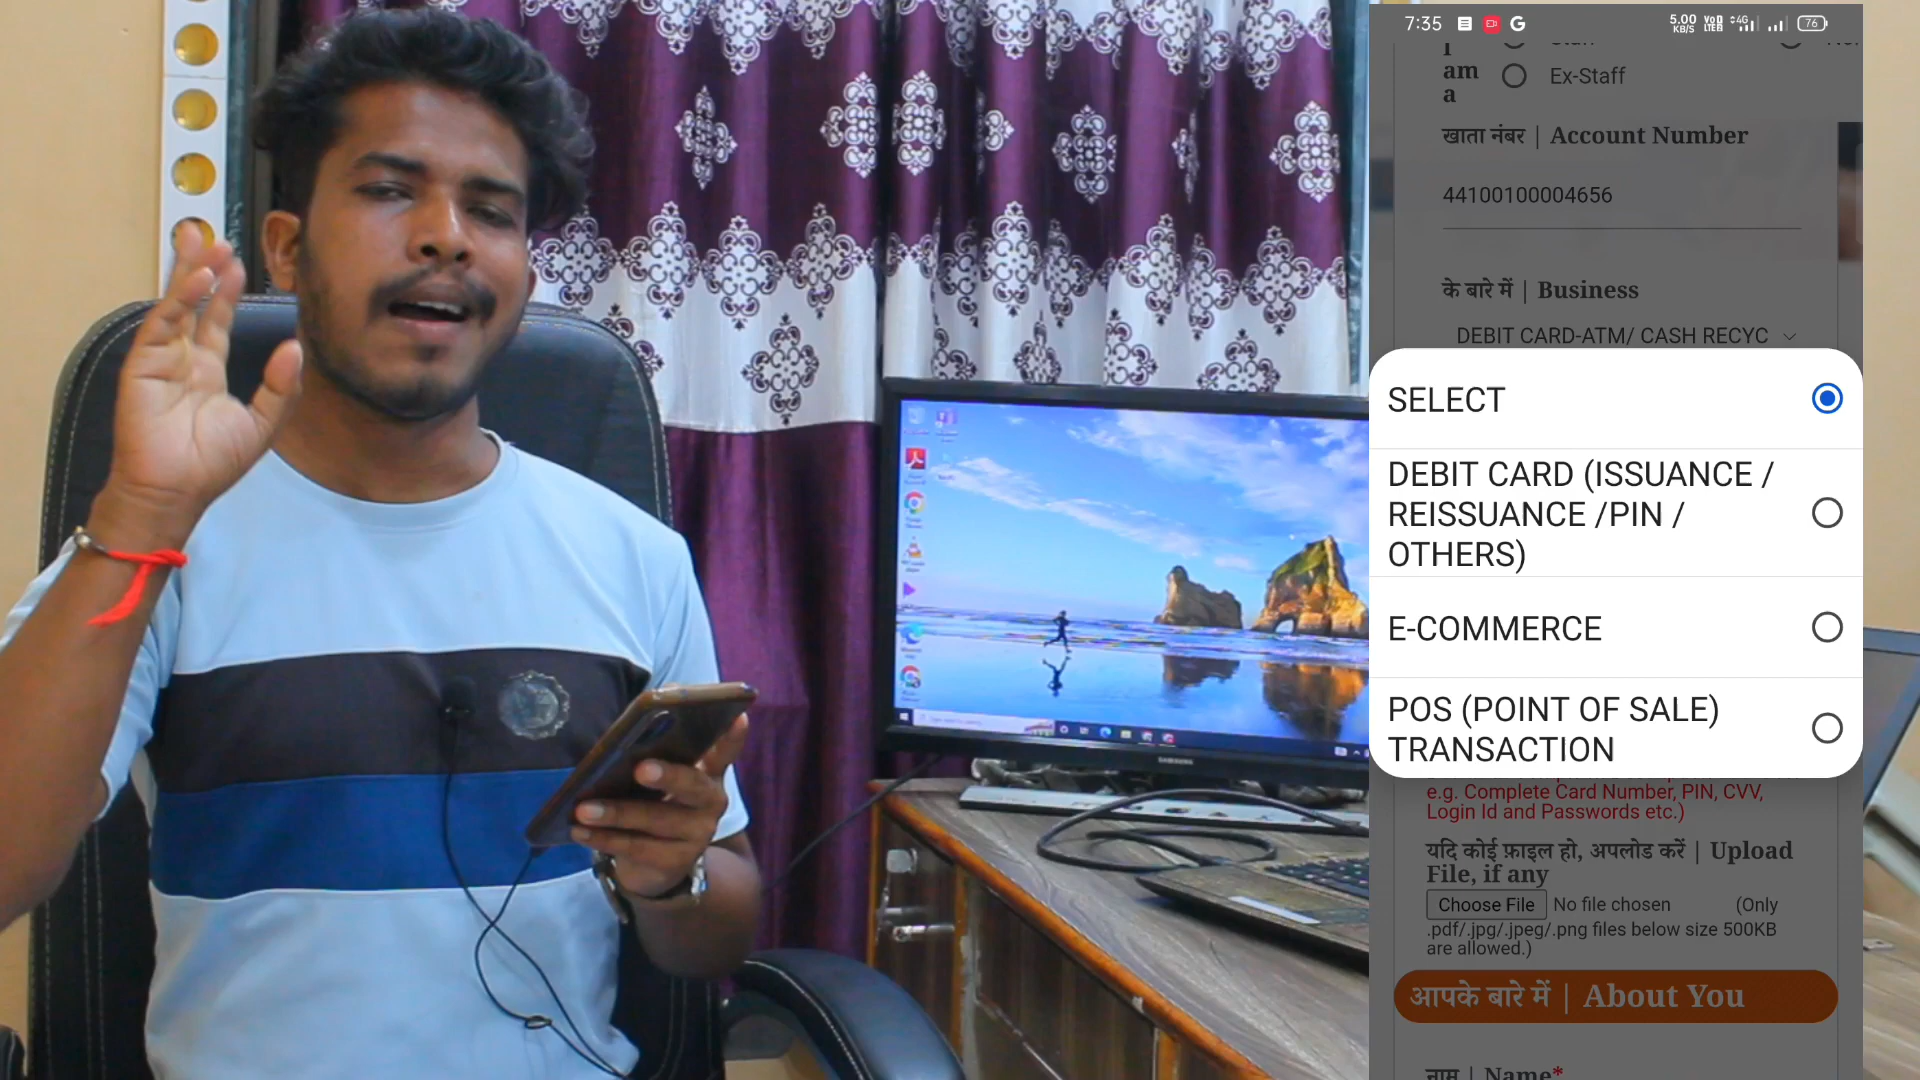 7:35
5.00
KB/S
4G
76
am
a
Ex-Staff
खाता नंबर | Account Number
44100100004656
के बारे में | Business
DEBIT CARD-ATM/ CASH RECYC
SELECT
DEBIT CARD (ISSUANCE /
REISSUANCE /PIN /
OTHERS)
E-COMMERCE
POS (POINT OF SALE)
TRANSACTION
e.g. Complete Card Number, PIN, CVV,
Login Id and Passwords etc.)
यदि कोई फ़ाइल हो, अपलोड करें | Upload
File, if any
Choose File No file chosen (Only
.pdf/.jpg/.jpeg/.png files below size 500KB
are allowed.)
आपके बारे में | About You
नाम | Name*
SAMSUNG